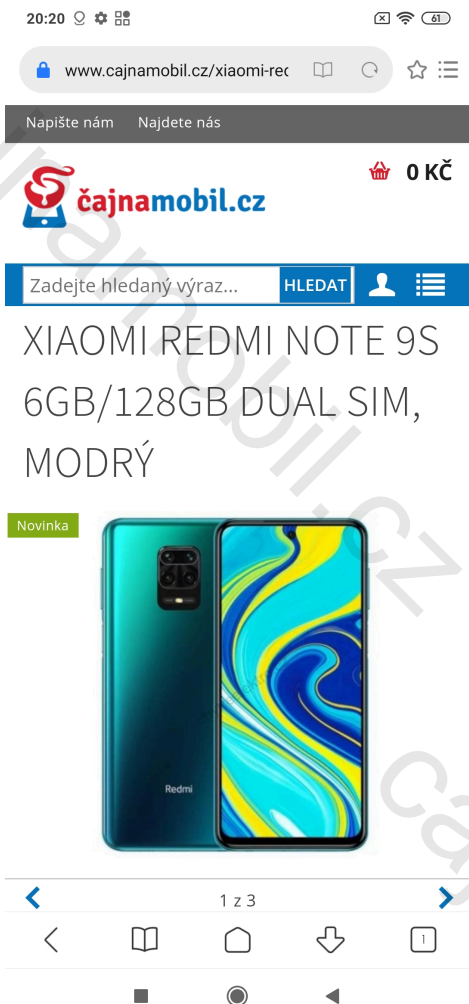 20:20
61
www.cajnamobil.cz/xiaomi-rec
Napište nám Najdete nás
čajnamobil.cz
0 KČ
Zadejte hledaný výraz...
HLEDAT
XIAOMI REDMI NOTE 9S
6GB/128GB DUAL SIM,
MODRÝ
Novinka
Redmi
1 z 3
1